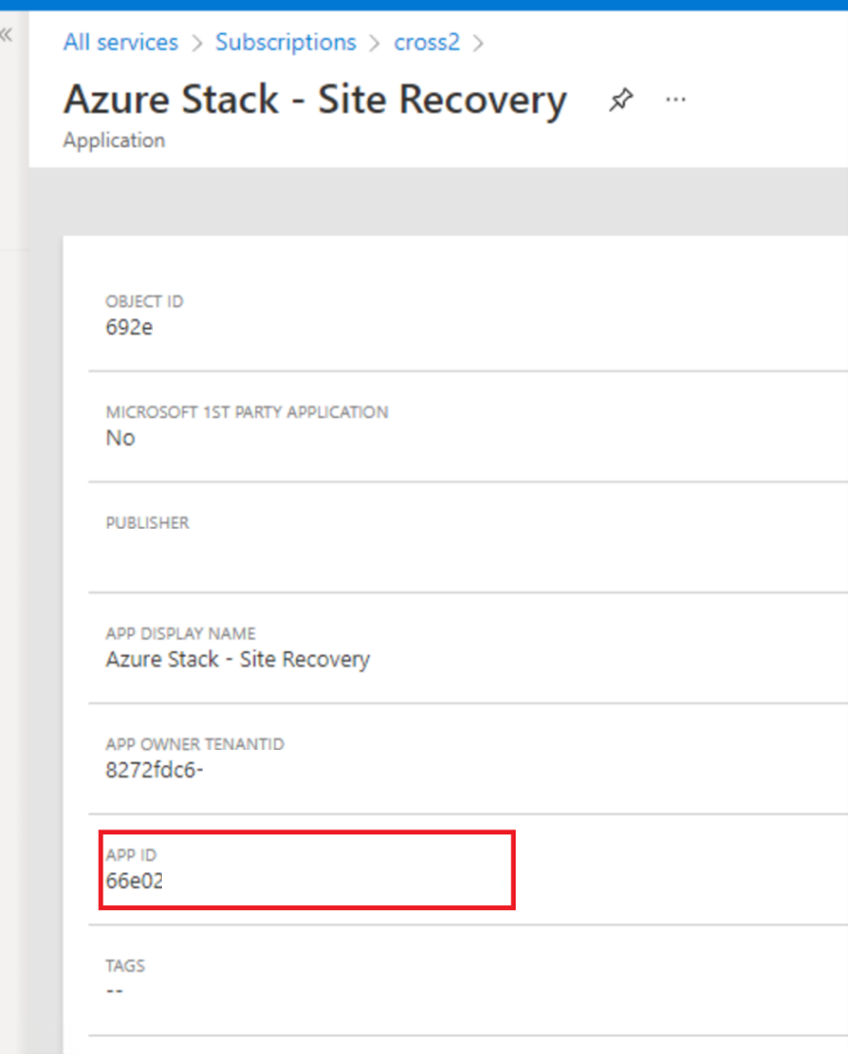 All services > Subscriptions > cross2 >
Azure Stack - Site Recovery ...
Application
OBJECT ID
692e
MICROSOFT 1ST PARTY APPLICATION
No
PUBLISHER
APP DISPLAY NAME
Azure Stack - Site Recovery
APP OWNER TENANTID
8272fdc6-
APP ID
66e02
TAGS
--